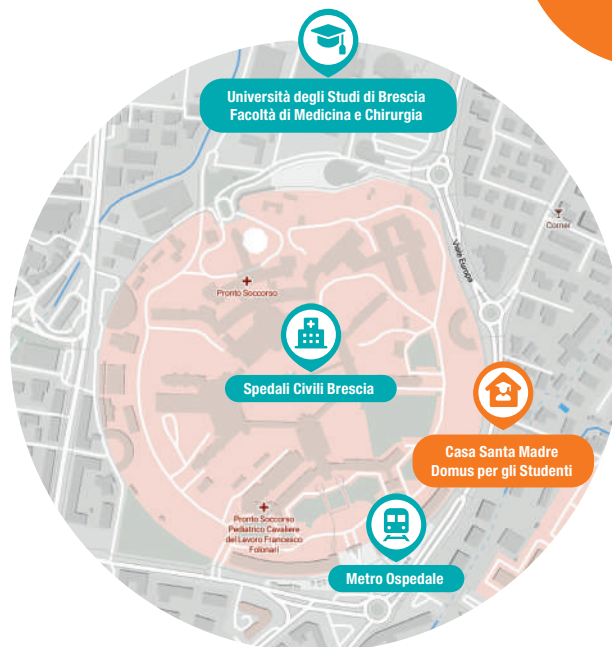 Università degli Studi di Brescia
Facoltà di Medicina e Chirurgia
Corner
Viale Europa
Pronto Soccorso
Spedali Civili Brescia
Casa Santa Madre
Domus per gli Studenti
Pronto Soccorso
Pediatrico Cavaliere
del Lavoro Francesco
Folonari
Metro Ospedale